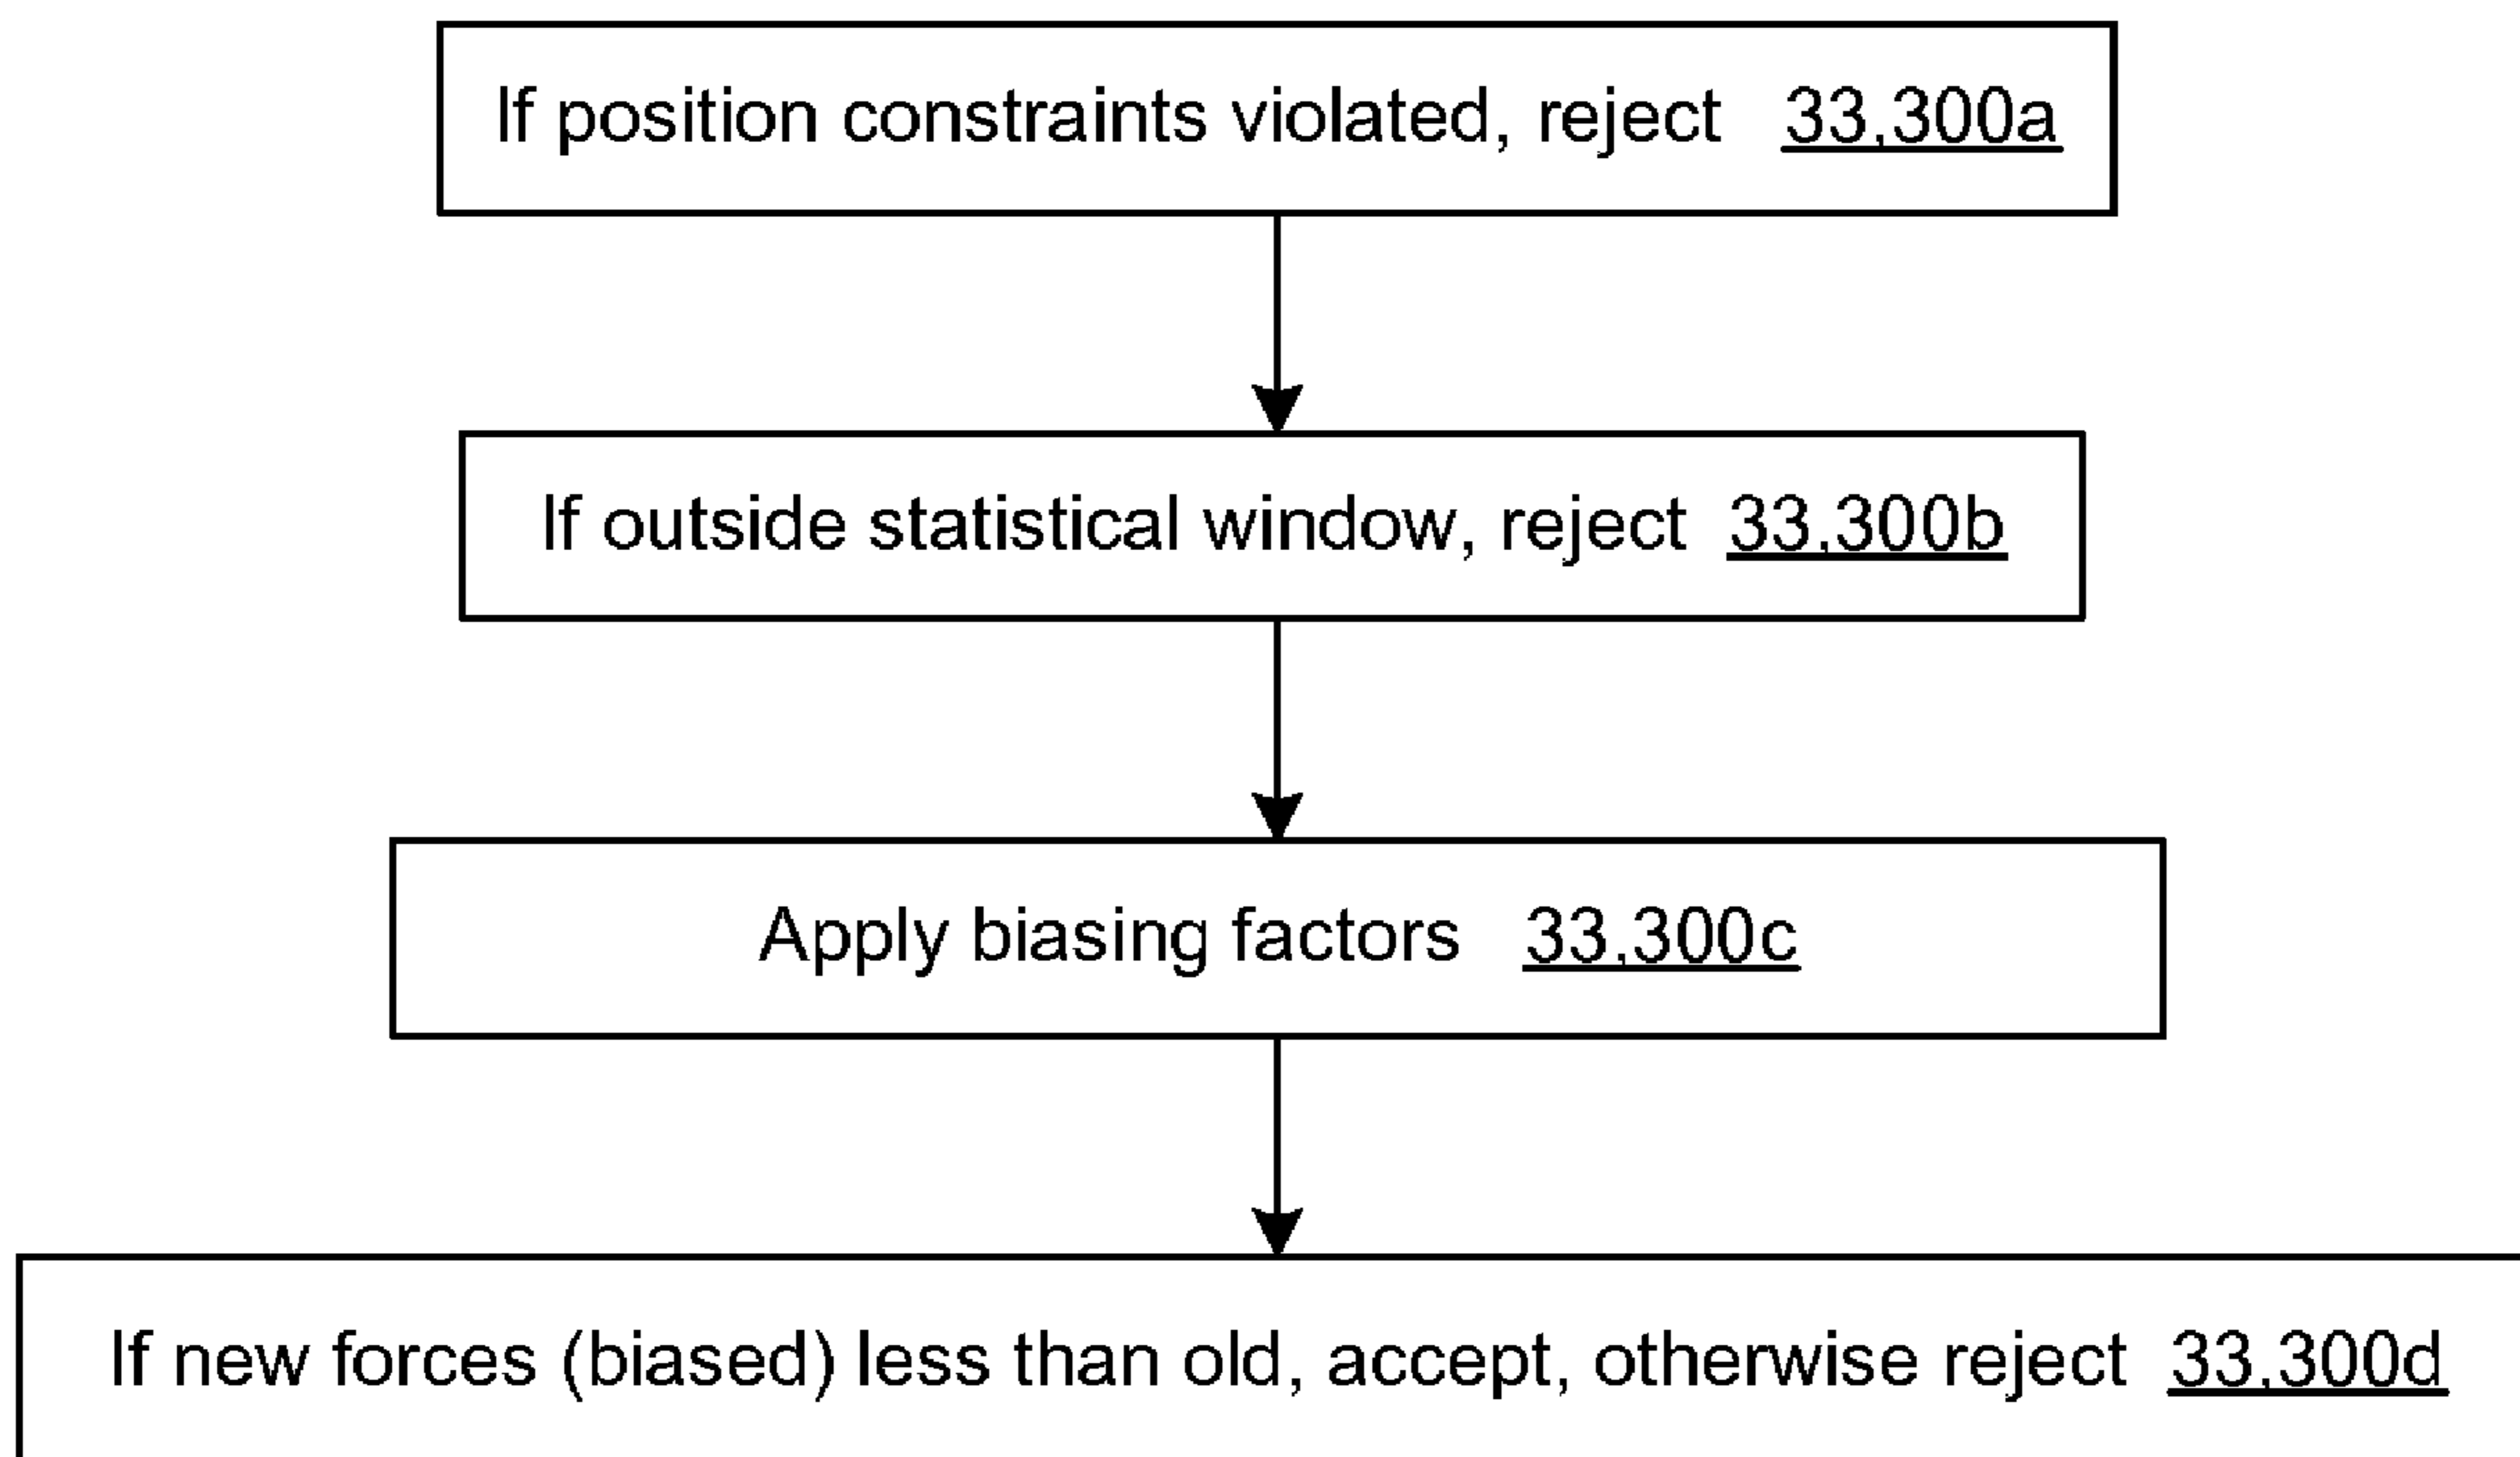 If position constraints violated, reject 33,300a
If outside statistical window, reject 33,300b
Apply biasing factors 33,300c
If new forces (biased) less than old, accept, otherwise reject 33,300d